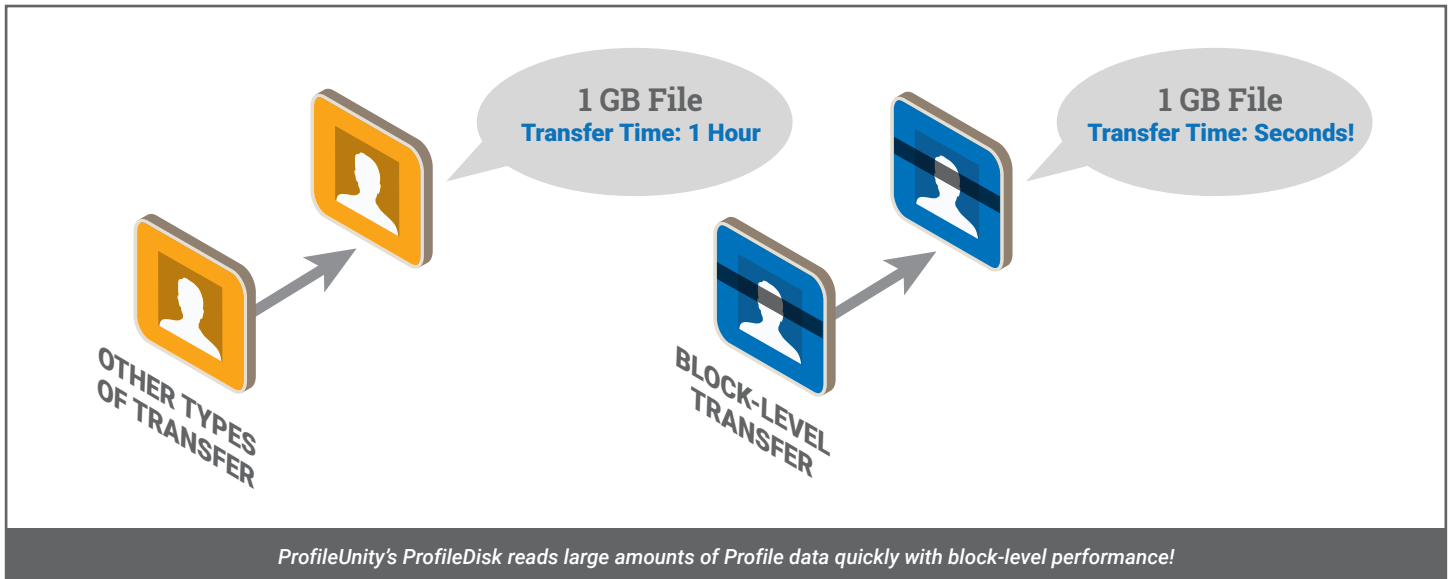 1 GB File
Transfer Time: 1 Hour
OTHER TYPES
OF TRANSFER
1 GB File
Transfer Time: Seconds!
BLOCK-LEVEL
TRANSFER
ProfileUnity's ProfileDisk reads large amounts of Profile data quickly with block-level performance!